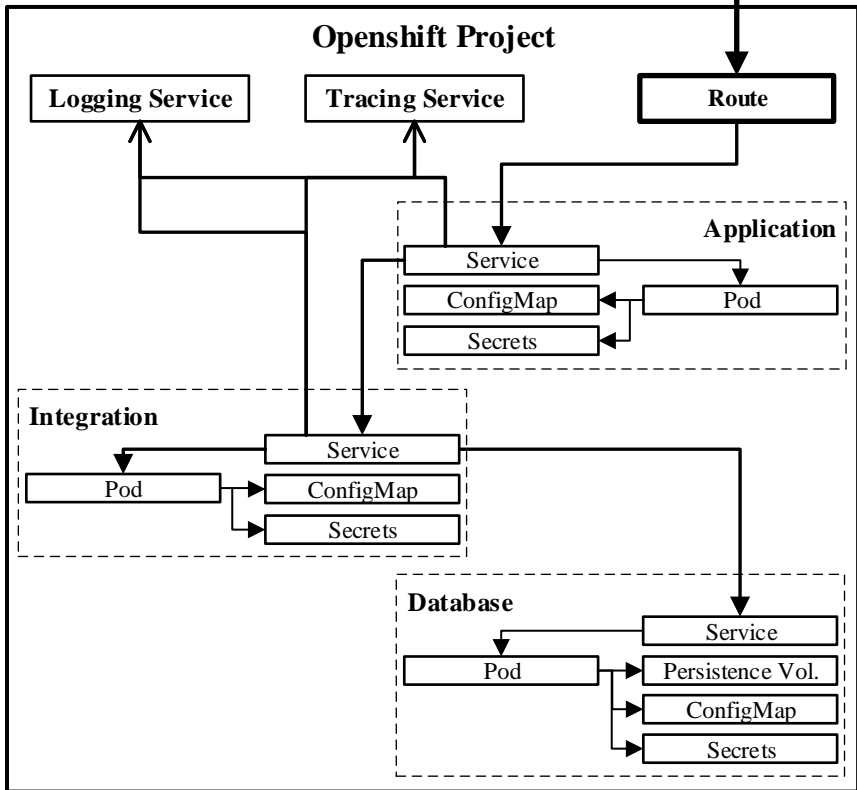 Openshift Project
Logging Service
Tracing Service
Route
Application
Service
ConfigMap
Pod
Secrets
Integration
Service
Pod
ConfigMap
Secrets
Database
Service
Pod
Persistence Vol.
ConfigMap
Secrets